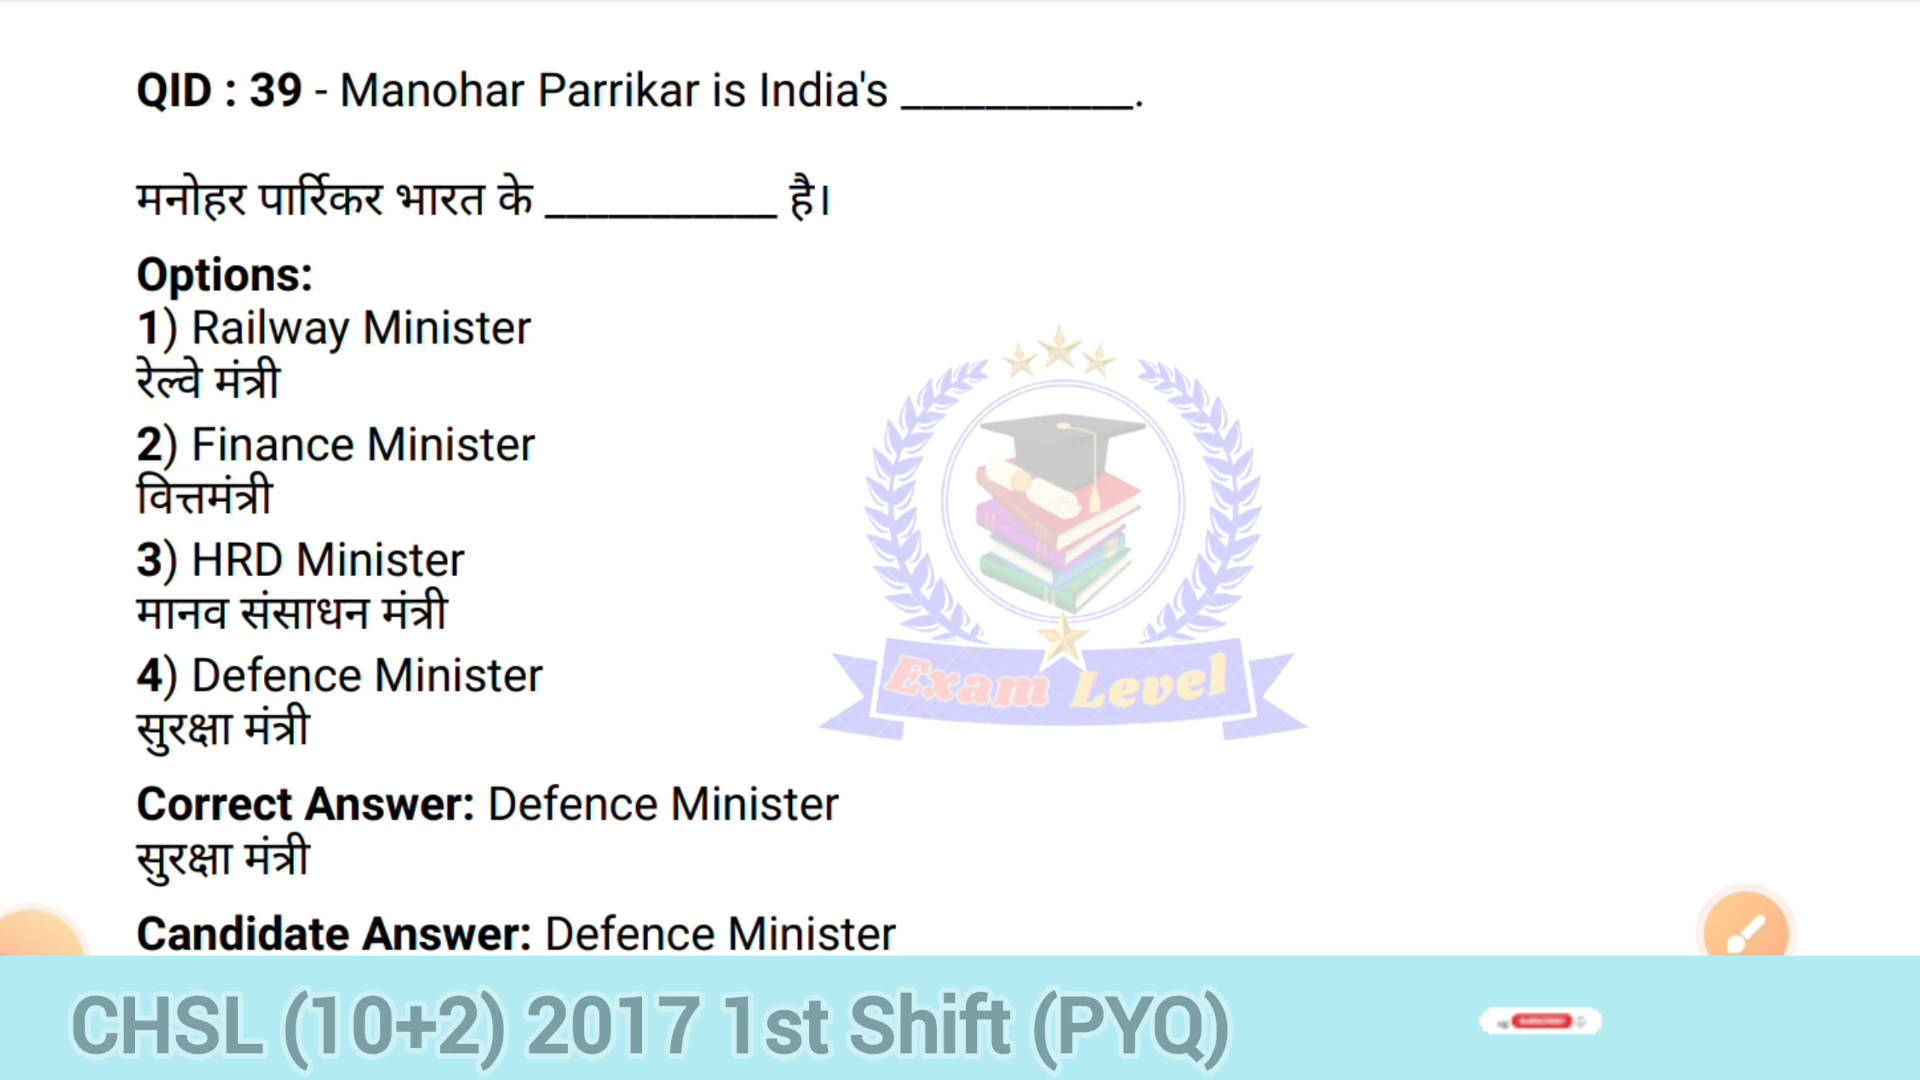 QID : 39 - Manohar Parrikar is India's ___________.
मनोहर पार्रिकर भारत के ___________ है।
Options:
1) Railway Minister
रेल्वे मंत्री
2) Finance Minister
वित्तमंत्री
3) HRD Minister
मानव संसाधन मंत्री
4) Defence Minister
सुरक्षा मंत्री
Exam Level
Correct Answer: Defence Minister
सुरक्षा मंत्री
Candidate Answer: Defence Minister
CHSL (10+2) 2017 1st Shift (PYQ)